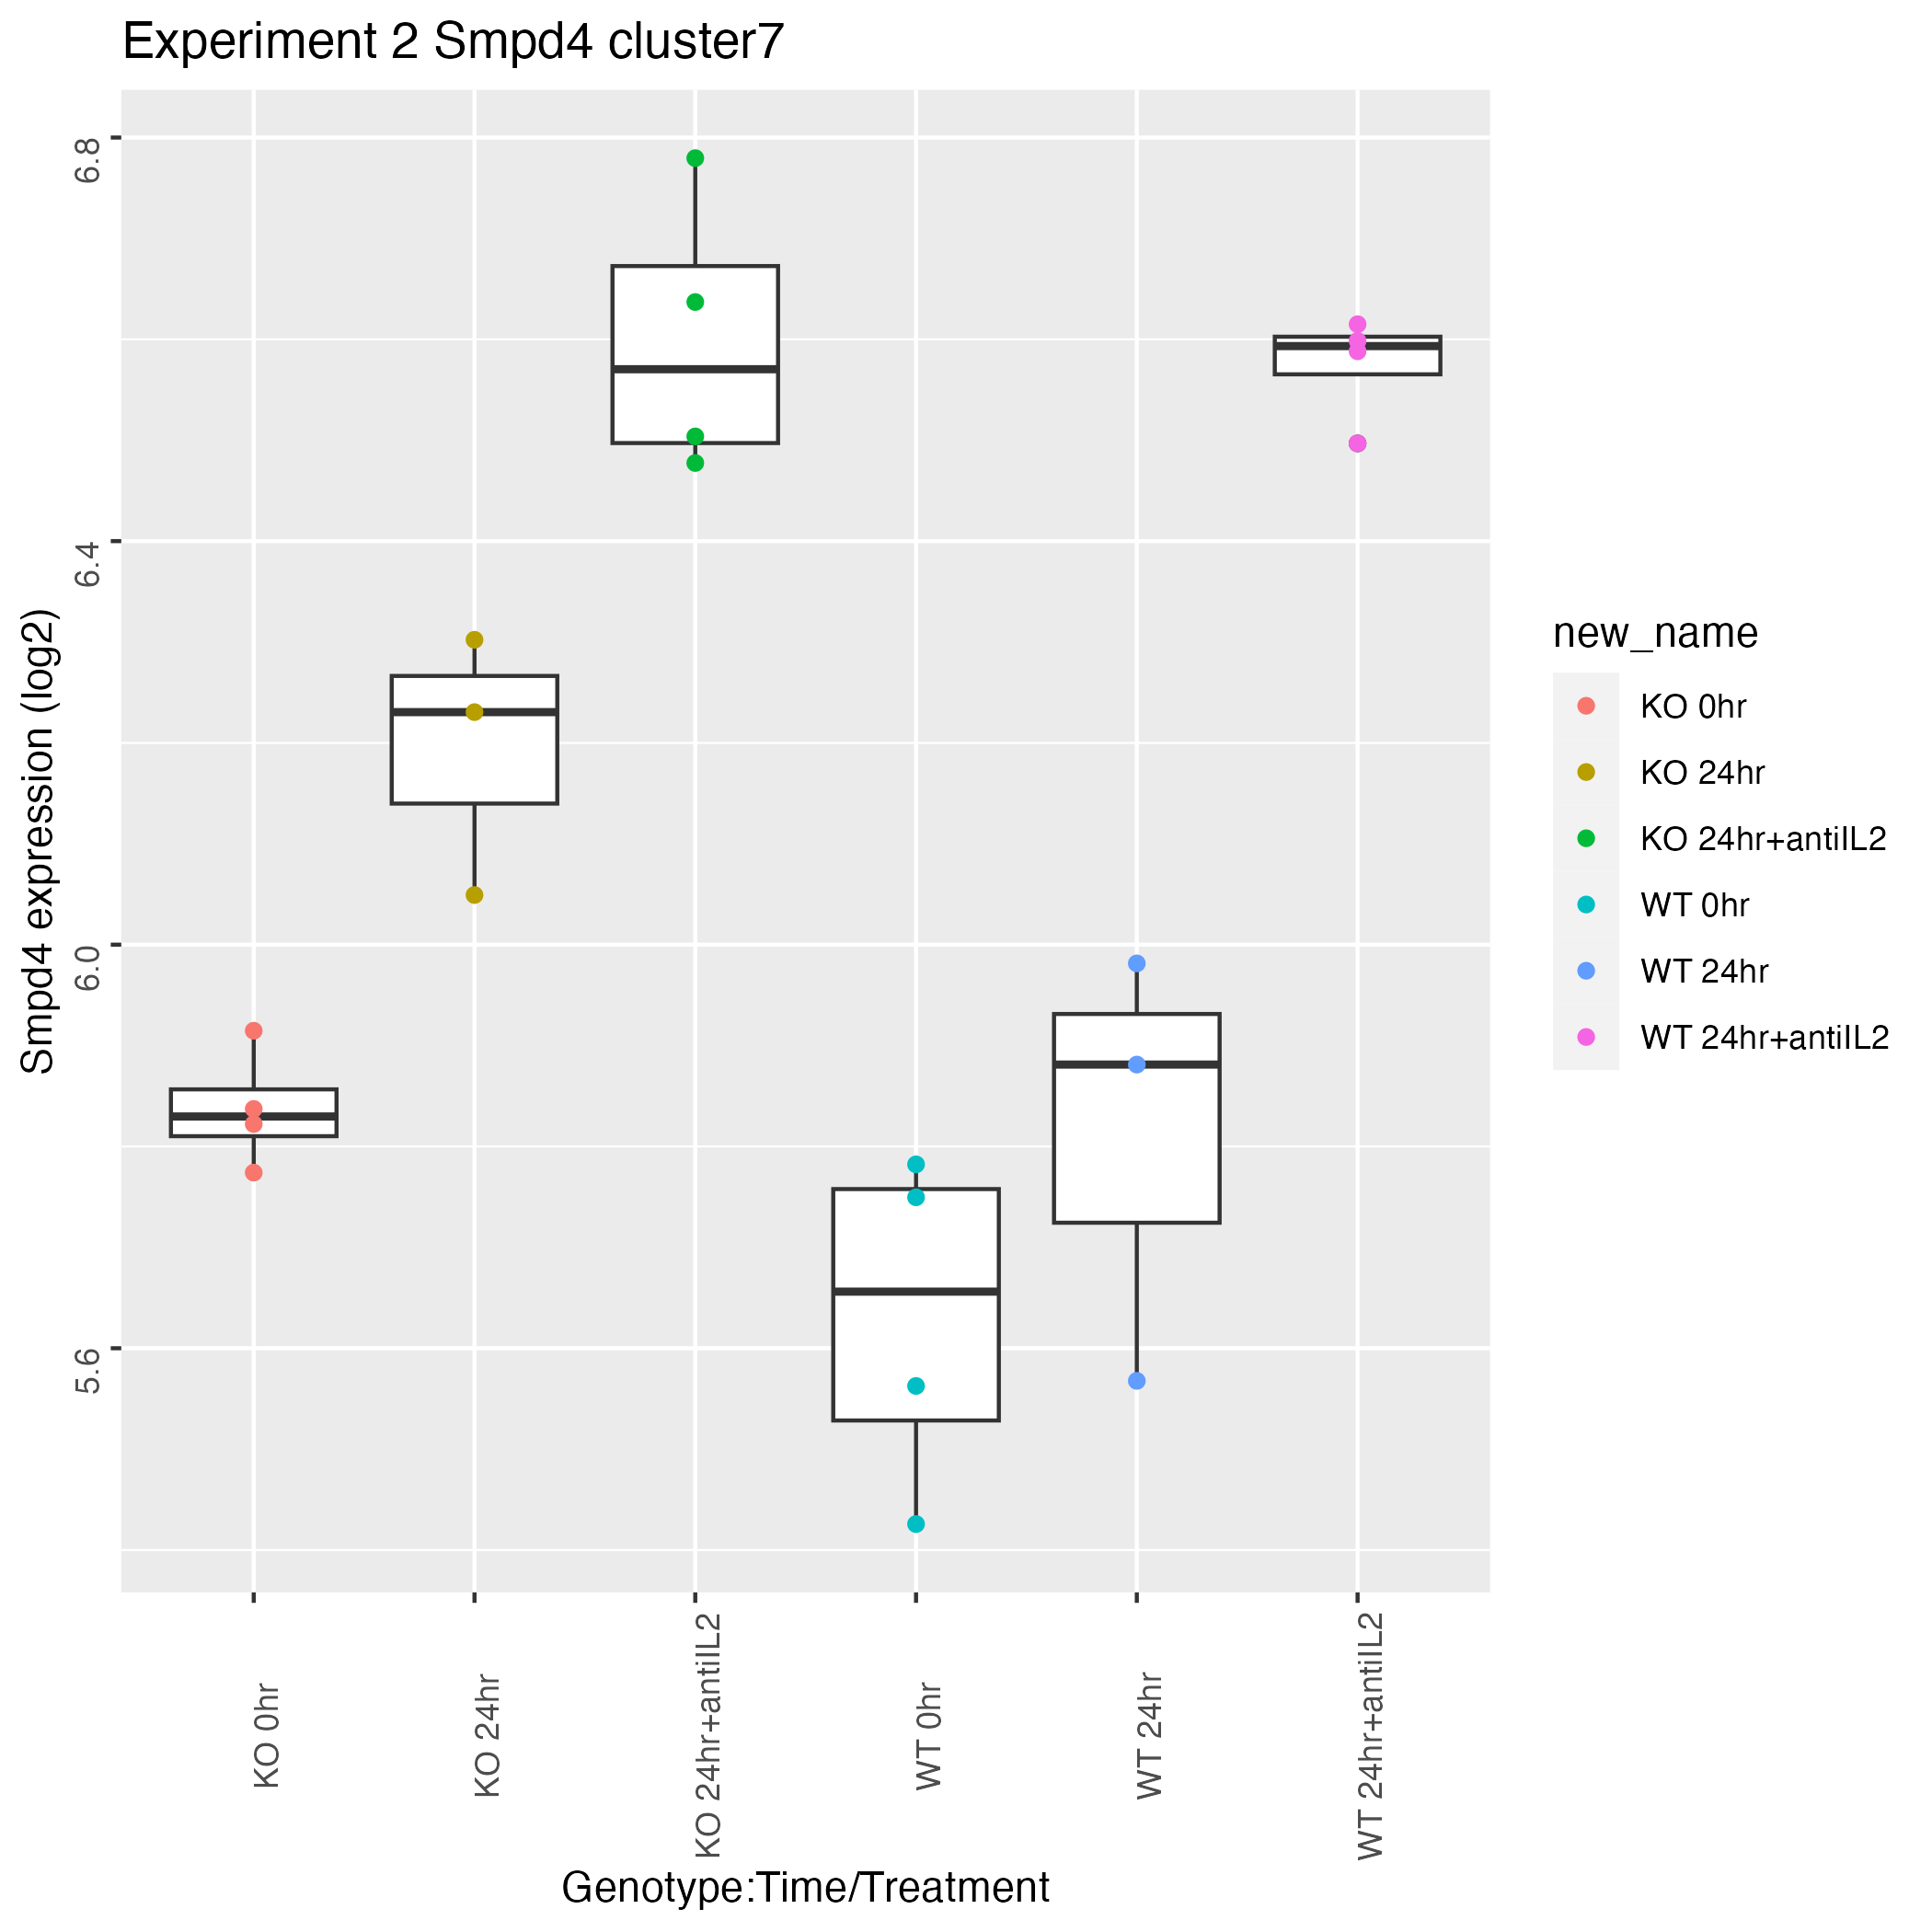 Experiment 2 Smpd4 cluster7
Smpd4 expression (log2)
6.8
6.4
6.0
5.6
KO 0hr
KO 24hr
KO 24hr+antiIL2
WT 0hr
WT 24hr
WT 24hr+antiIL2
Genotype:Time/Treatment
new_name
KO 0hr
KO 24hr
KO 24hr+antiIL2
WT 0hr
WT 24hr
WT 24hr+antiIL2